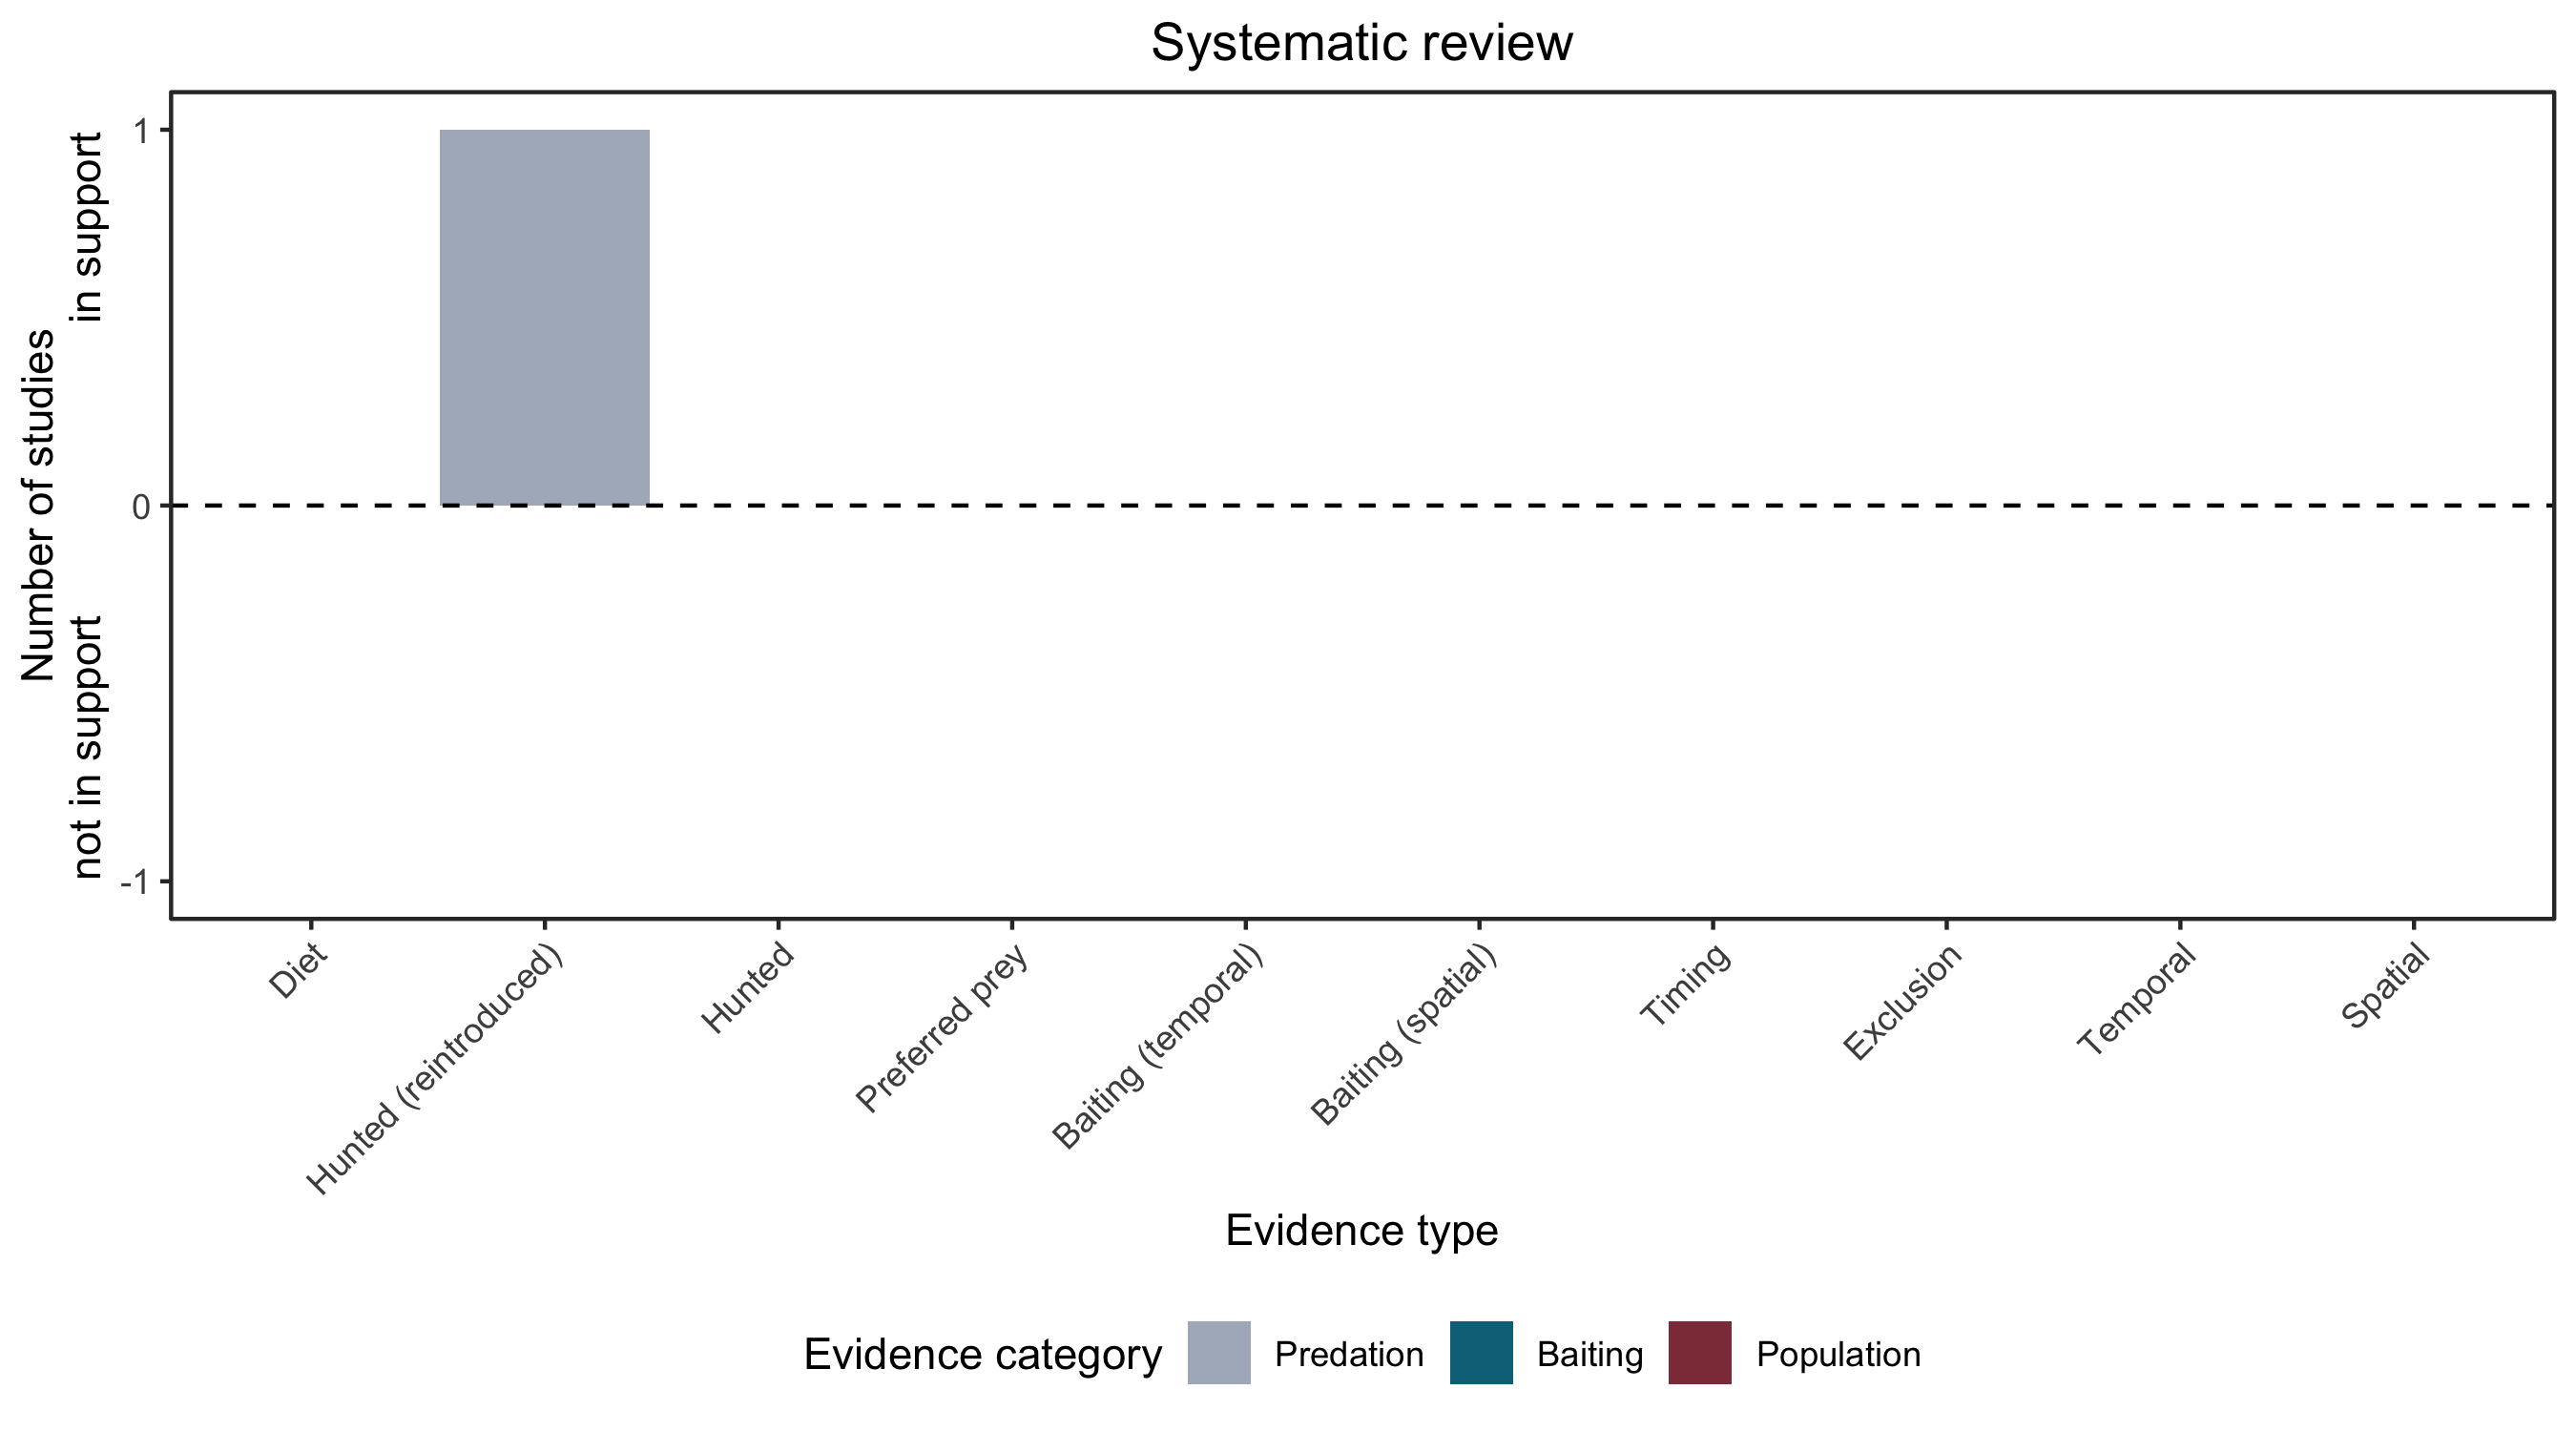 Systematic review
Number of studies
in support
not in support
1
0
-1
Diet
Hunted (reintroduced)
Hunted
Preferred prey
Baiting (temporal)
Baiting (spatial)
Timing
Exclusion
Temporal
Spatial
Evidence type
Evidence category
Predation
Baiting
Population